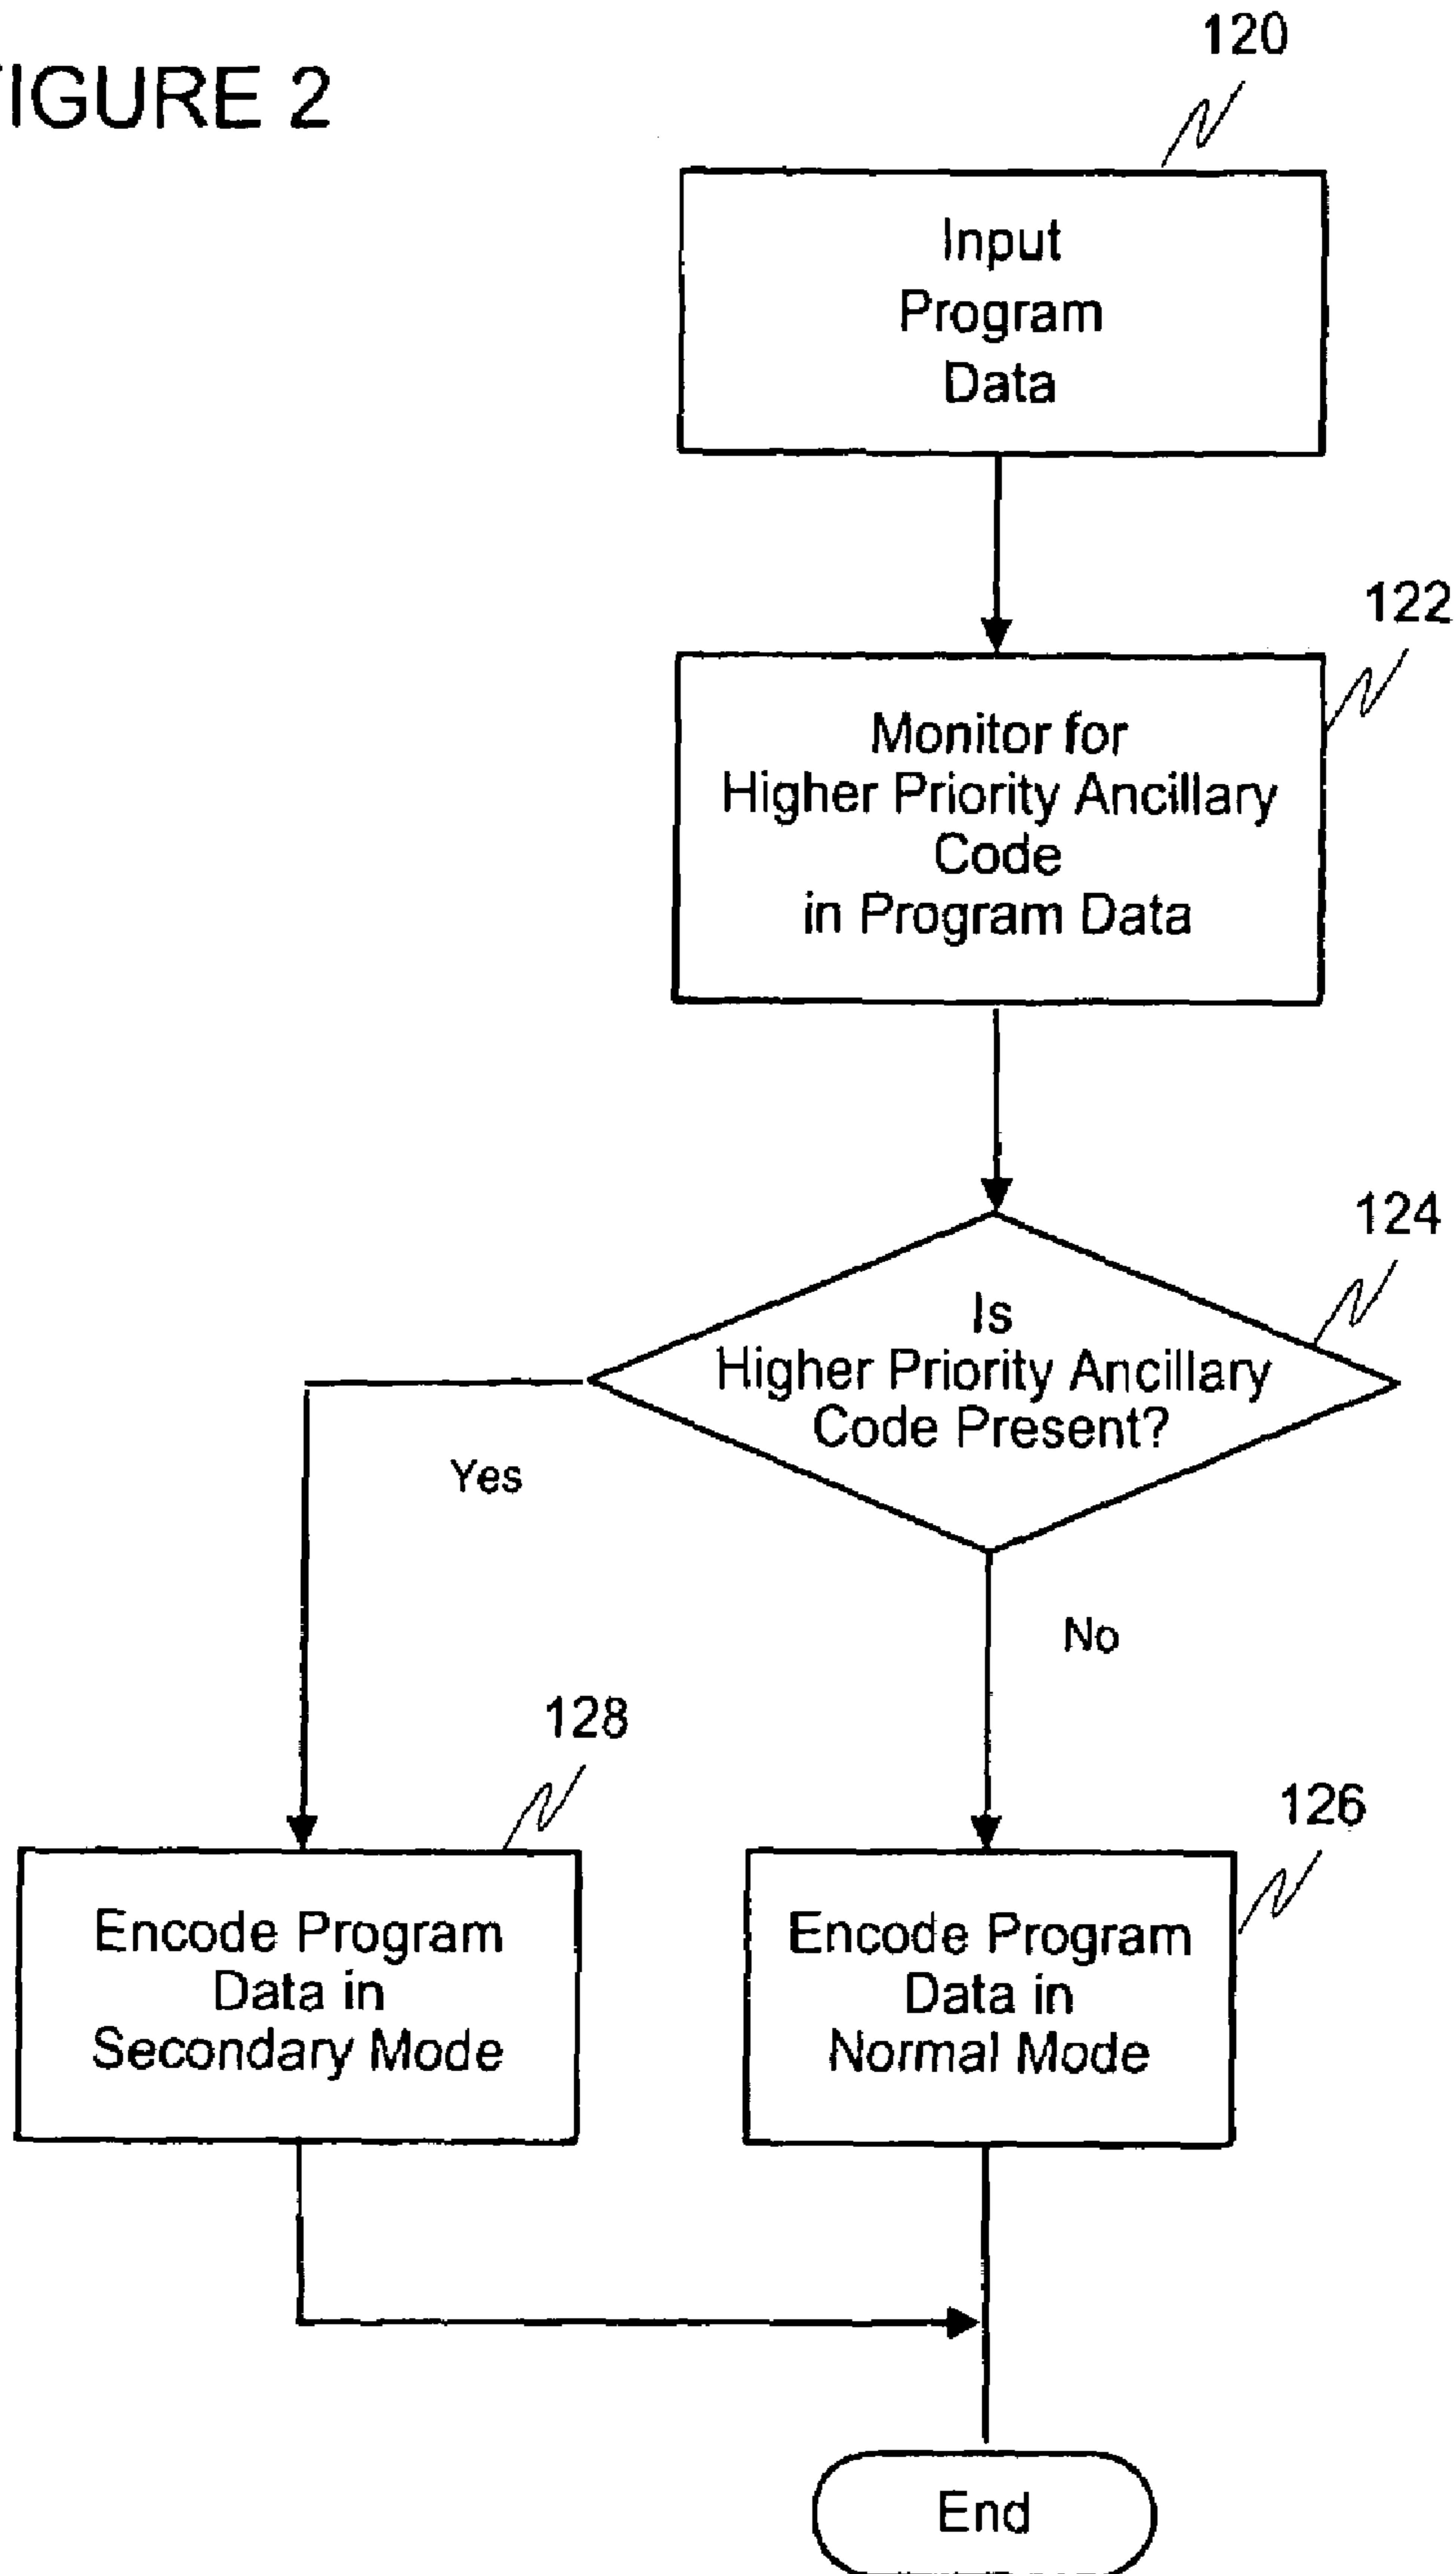 FIGURE 2
120
Input
Program
Data
122
Monitor for
Higher Priority Ancillary
Code
in Program Data
124
Is
Higher Priority Ancillary
Code Present?
Yes
No
128
126
Encode Program
Data in
Secondary Mode
Encode Program
Data in
Normal Mode
End